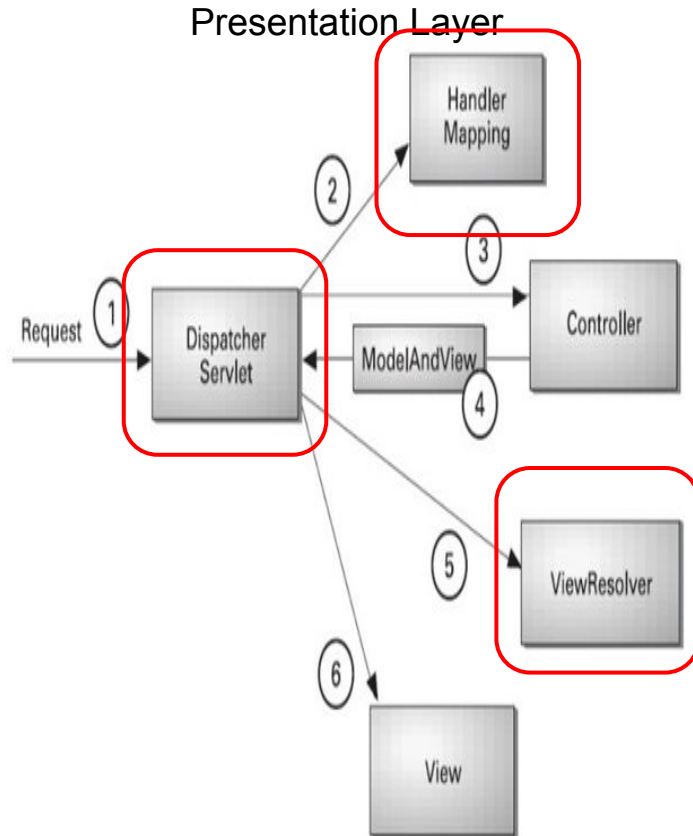 Presentation Layer
Handler
Mapping
2
3
1
Request
Dispatcher
Servlet
Controller
ModelAndView
4
5
ViewResolver
6
View